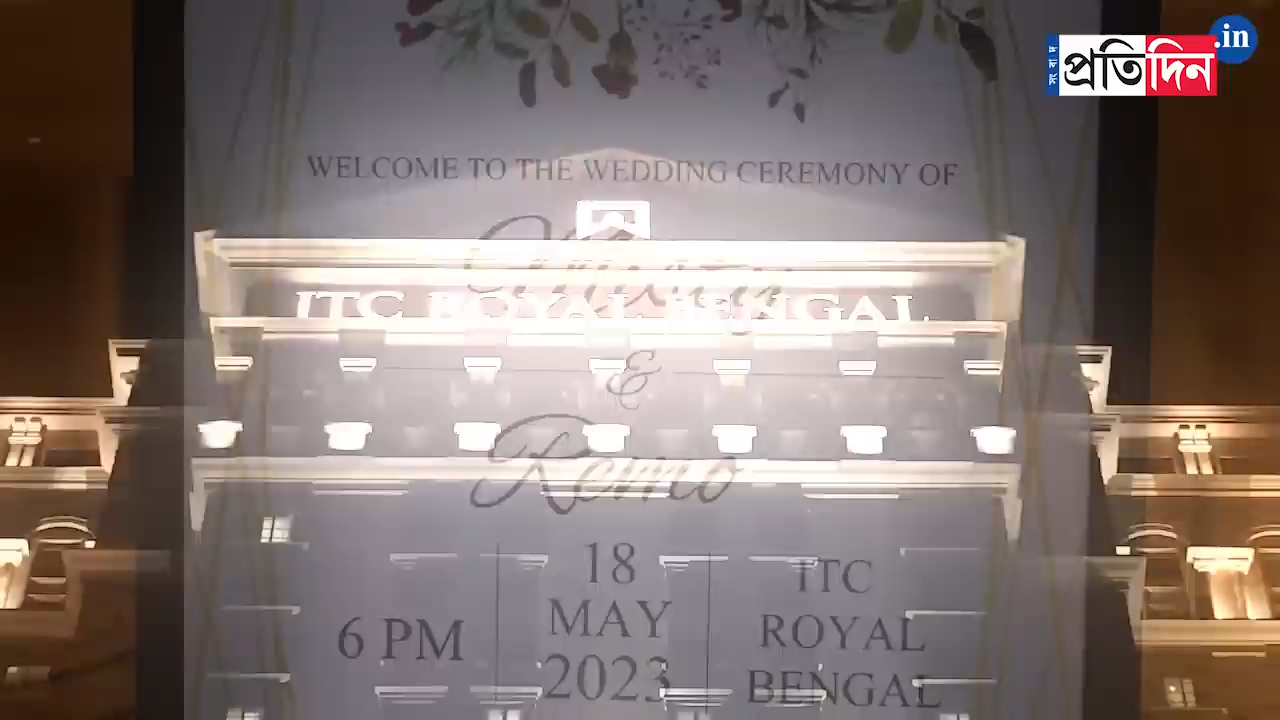 .in
সংবাদ
প্রতিদিন
WELCOME TO THE WEDDING CEREMONY OF
ITC ROYAL BENGAL
&
Remo
6 PM
18
MAY
2023
ITC
ROYAL
BENGAL